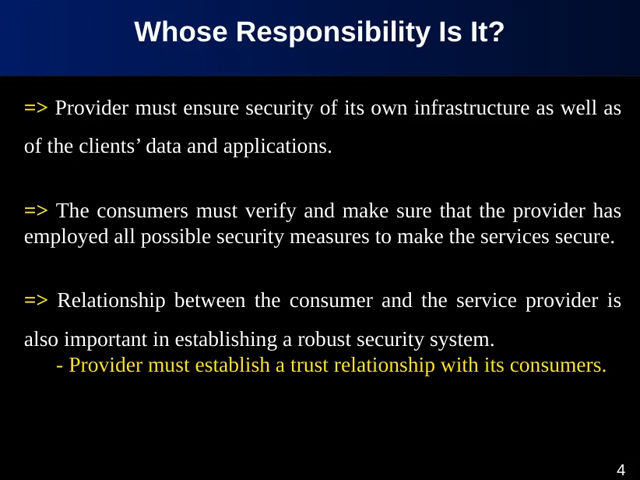 Whose Responsibility Is It?
=> Provider must ensure security of its own infrastructure as well as
of the clients’ data and applications.
=> The consumers must verify and make sure that the provider has
employed all possible security measures to make the services secure.
=> Relationship between the consumer and the service provider is
also important in establishing a robust security system.
- Provider must establish a trust relationship with its consumers.
4